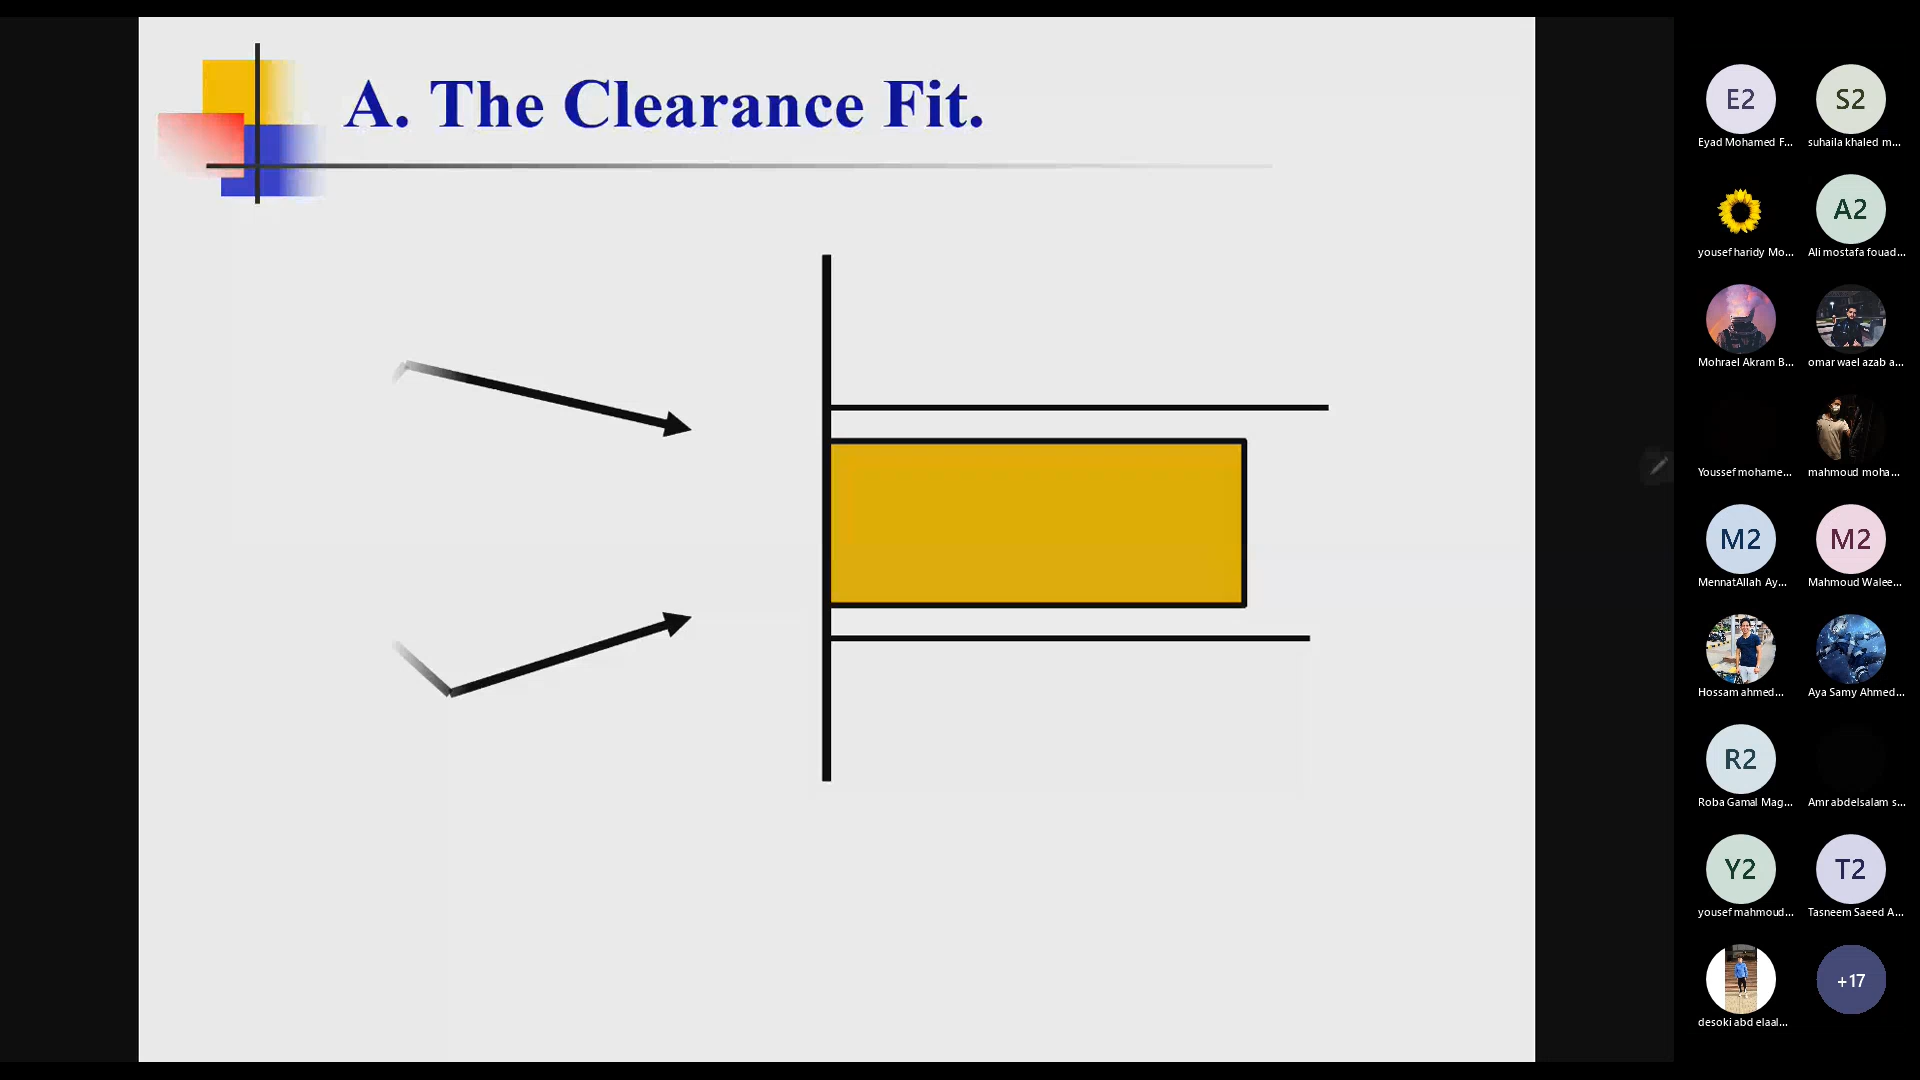 A. The Clearance Fit.
E2
S2
Eyad Mohamed F...
suhaila khaled m...
A2
yousef haridy Mo...
Ali mostafa fouad...
Mohrael Akram B...
omar wael azab a...
Youssef mohame...
mahmoud moha...
M2
M2
MennatAllah Ay...
Mahmoud Walee...
Hossam ahmed...
Aya Samy Ahmed...
R2
Roba Gamal Mag...
Amr abdelsalam s...
Y2
T2
yousef mahmoud...
Tasneem Saeed A...
+17
desoki abd elaal...